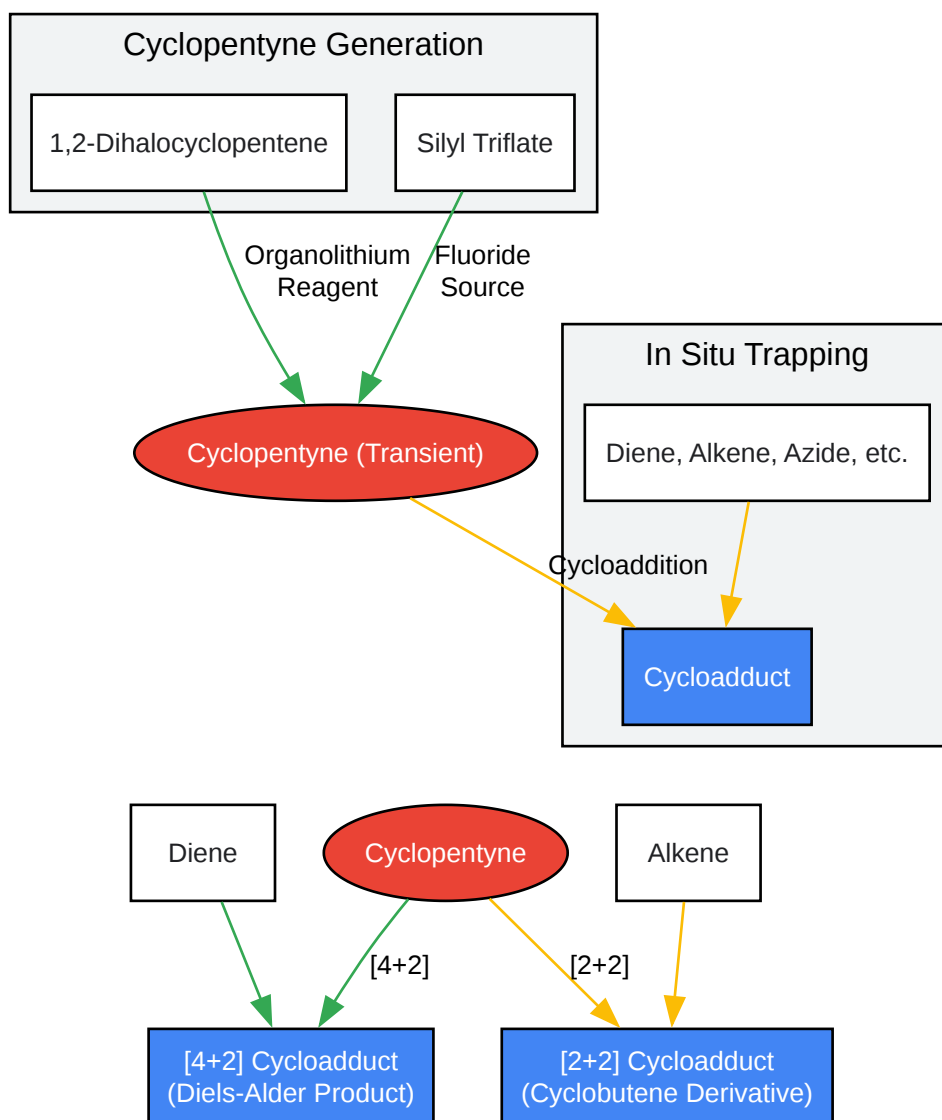 Cyclopentyne Generation
1,2-Dihalocyclopentene
Silyl Triflate
Organolithium
Reagent
Fluoride
Source
In Situ Trapping
Cyclopentyne (Transient)
Diene, Alkene, Azide, etc.
Cycloaddition
Cycloadduct
Diene
Cyclopentyne
Alkene
[4+2]
[2+2]
[4+2] Cycloadduct
(Diels-Alder Product)
[2+2] Cycloadduct
(Cyclobutene Derivative)